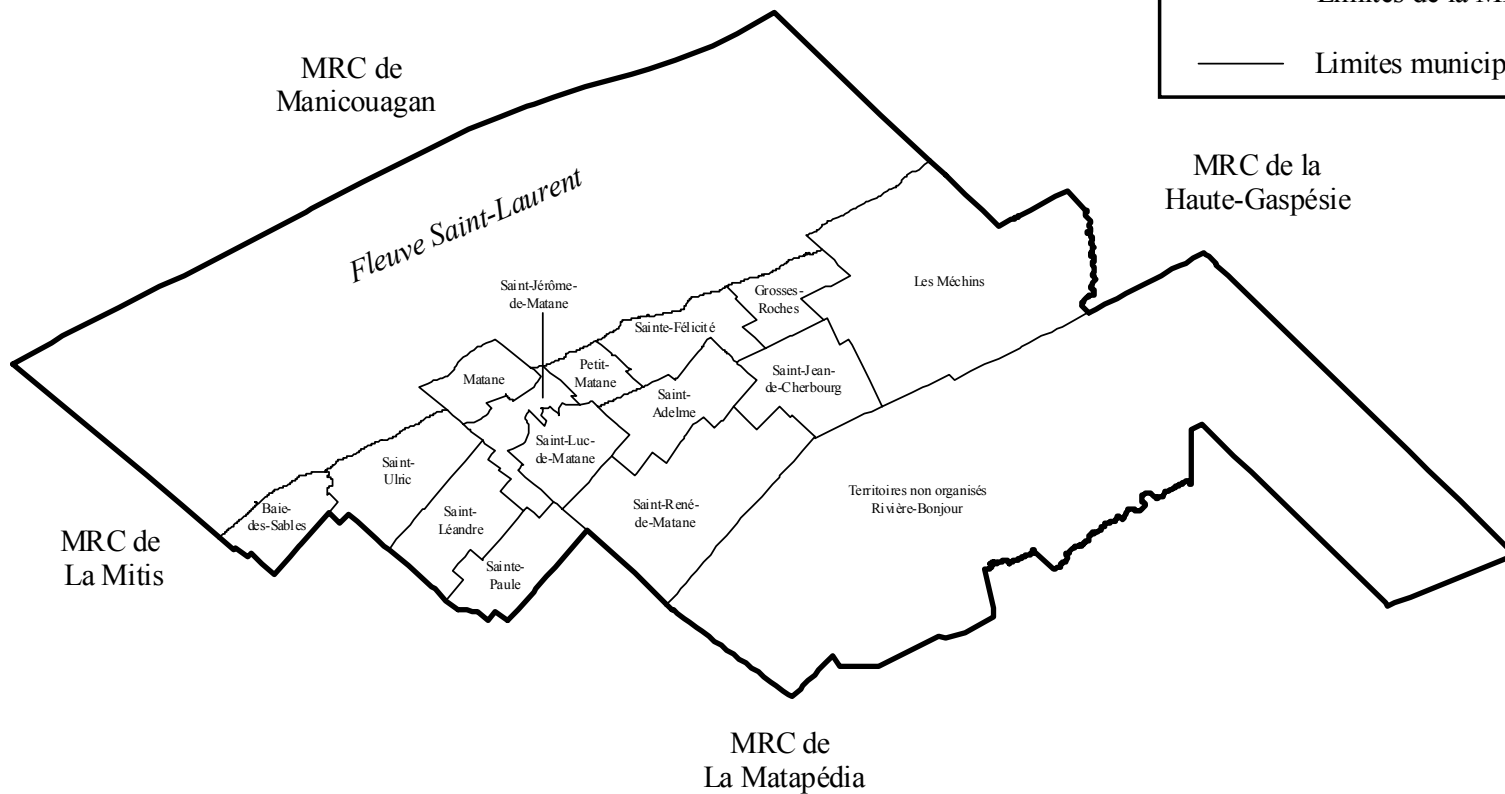 Limites de la
Limites municip
MRC de
Manicouagan
MRC de la
Haute-Gaspésie
Fleuve Saint-Laurent
Saint-Jérôme-
de-Matane
Grosses-
Roches
Les Méchins
Sainte-Félicité
Matane
Petit-
Matane
Saint-Jean-
de-Cherbourg
Saint-
Adelme
Saint-Luc-
de-Matane
Saint-
Ulric
Baie-
des-Sables
Saint-
Léandre
Saint-René-
de-Matane
Territoires non organisés
Rivière-Bonjour
Sainte-
Paule
MRC de
La Mitis
MRC de
La Matapédia